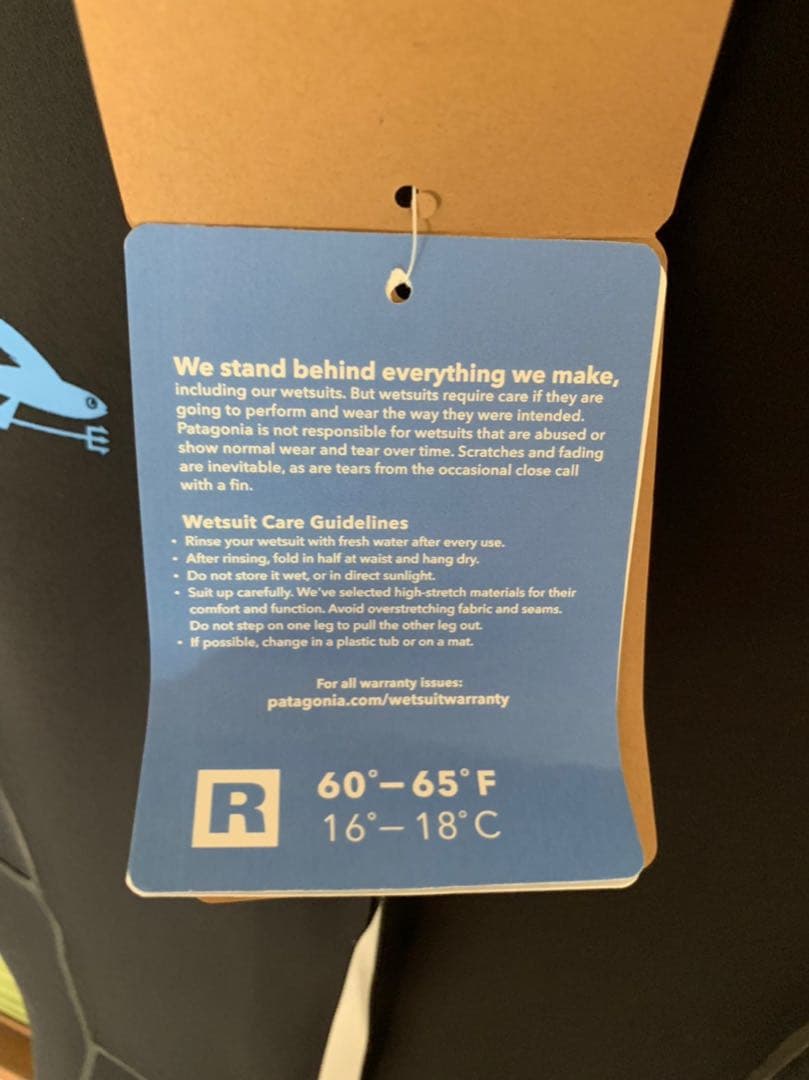 We stand behind everything we make,
including our wetsuits. But wetsuits require care if they are
going to perform and wear the way they were intended.
Patagonia is not responsible for wetsuits that are abused or
show normal wear and tear over time. Scratches and fading
are inevitable, as are tears from the occasional close call
with a fin.
Wetsuit Care Guidelines
• Rinse your wetsuit with fresh water after every use.
• After rinsing, fold in half at waist and hang dry.
• Do not store it wet, or in direct sunlight.
• Suit up carefully. We've selected high-stretch materials for their
comfort and function. Avoid overstretching fabric and seams.
Do not step on one leg to pull the other leg out.
• If possible, change in a plastic tub or on a mat.
For all warranty issues:
patagonia.com/wetsuitwarranty
R 60°–65°F
16°–18°C